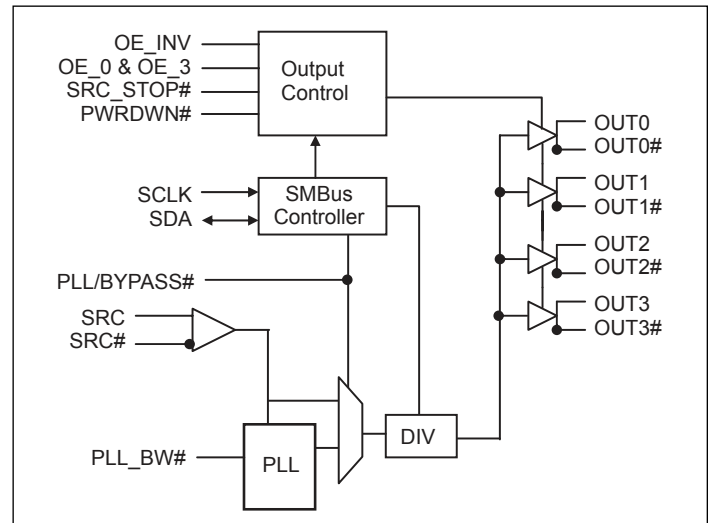 OE_INV
OE_0 & OE_3
SRC_STOP#
PWRDWN#
Output
Control
OUT0
OUT0#
OUT1
OUT1#
OUT2
OUT2#
OUT3
OUT3#
SCLK
SDA
SMBus
Controller
PLL/BYPASS#
SRC
SRC#
PLL_BW#
PLL
DIV